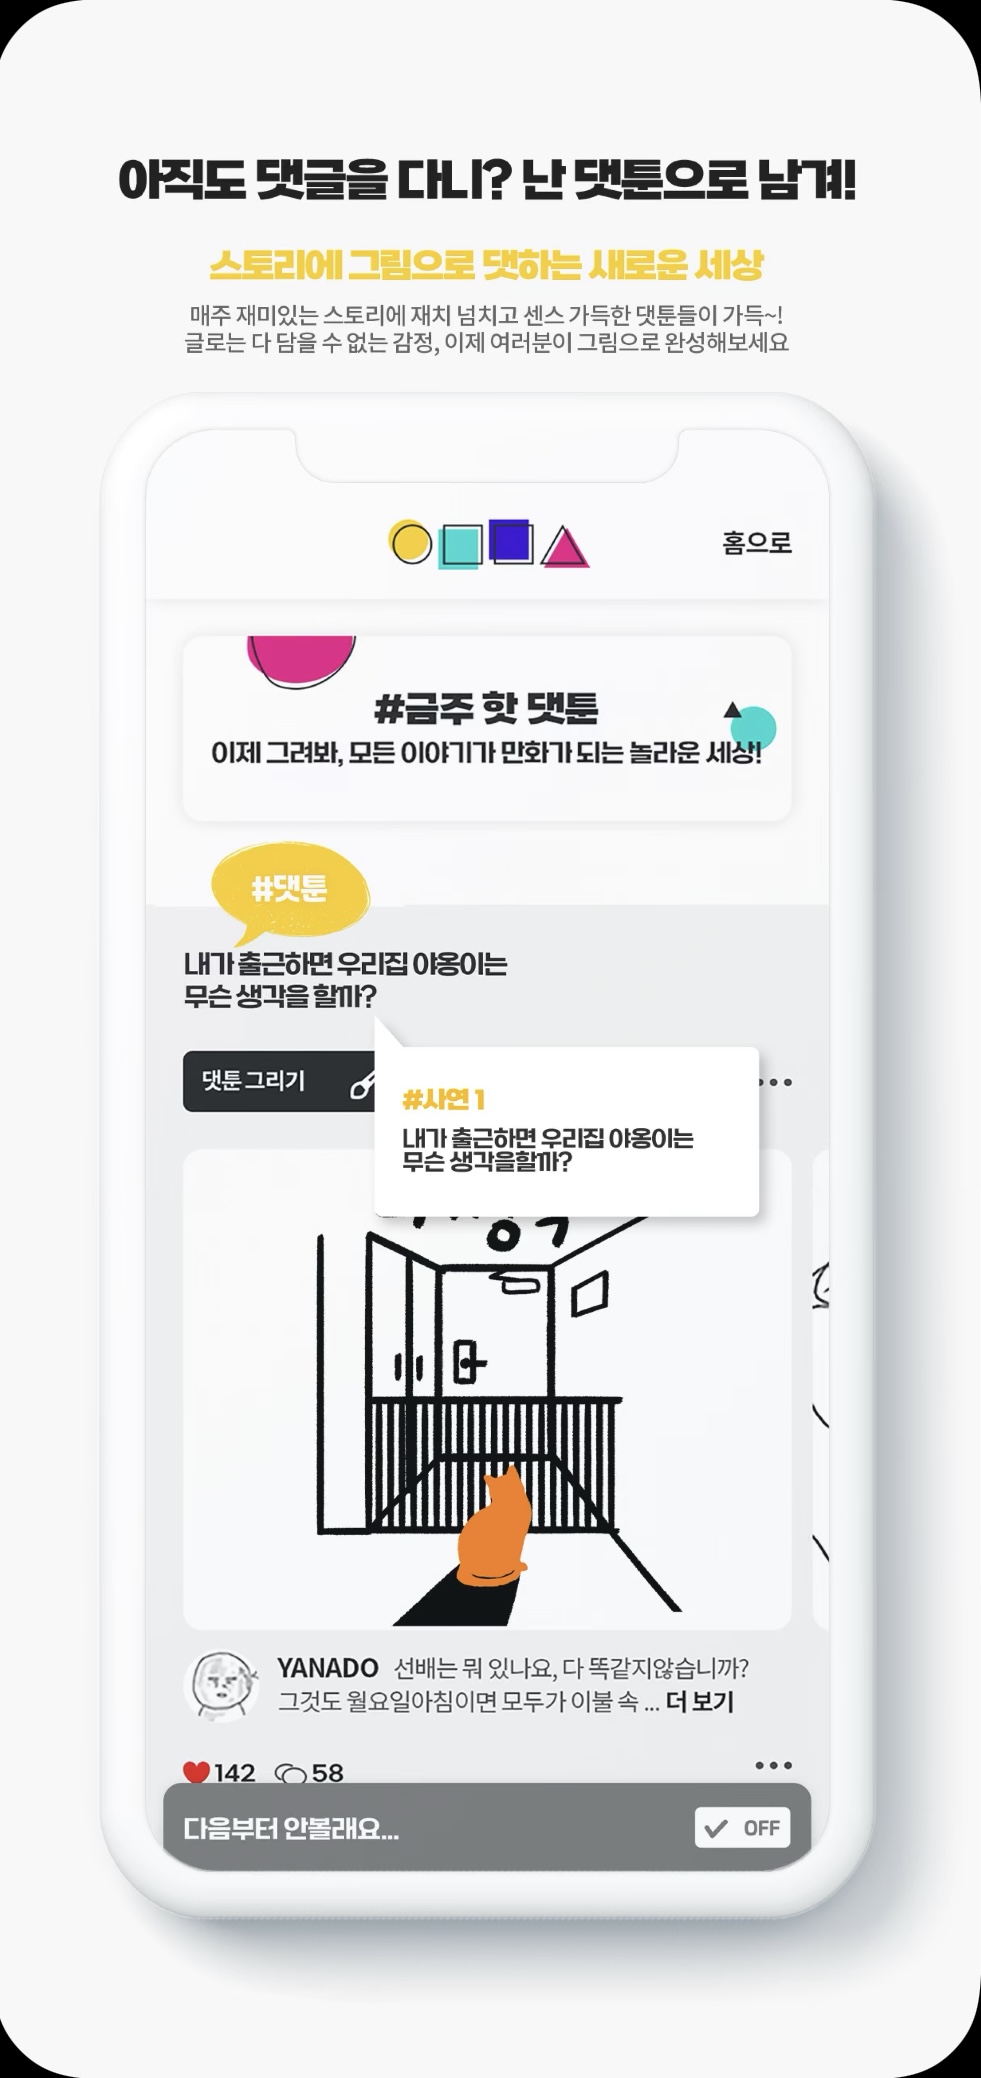 아직도 댓글을 다니? 난 댓툰으로 남겨!
스토리에 그림으로 댓하는 새로운 세상
매주 재미있는 스토리에 재치 넘치고 센스 가득한 댓툰들이 가득~!
글로는 다 담을 수 없는 감정, 이제 여러분이 그림으로 완성해보세요
홈으로
#금주 핫 댓툰
이제 그려봐, 모든 이야기가 만화가 되는 놀라운 세상!
#댓툰
내가 출근하면 우리집 야옹이는
무슨 생각을 할까?
댓툰 그리기
#사연 1
내가 출근하면 우리집 야옹이는
무슨 생각을할까?
YANADO 선배는 뭐 있나요, 다 똑같지않습니까?
그것도 월요일아침이면 모두가 이불 속 ... 더 보기
142 58
다음부터 안볼래요...
OFF